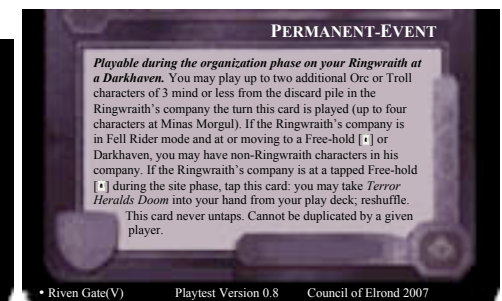 PERMANENT-EVENT
Playable during the organization phase on your Ringwraith at
a Darkhaven. You may play up to two additional Orc or Troll
characters of 3 mind or less from the discard pile in the
Ringwraith's company the turn this card is played (up to four
characters at Minas Morgul). If the Ringwraith's company is
in Fell Rider mode and at or moving to a Free-hold [ ] or
Darkhaven, you may have non-Ringwraith characters in his
company. If the Ringwraith's company is at a tapped Free-hold
[ ] during the site phase, tap this card: you may take Terror
Heralds Doom into your hand from your play deck; reshuffle.
This card never untaps. Cannot be duplicated by a given
player.
• Riven Gate(V) Playtest Version 0.8 Council of Elrond 2007